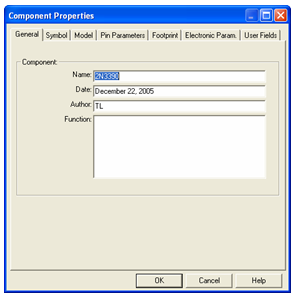 Component Properties
General Symbol Model Pin Parameters Footprint Electronic Param. User Fields
Component:
Name: 2N3390
Date: December 22, 2005
Author: TL
Function:
OK Cancel Help